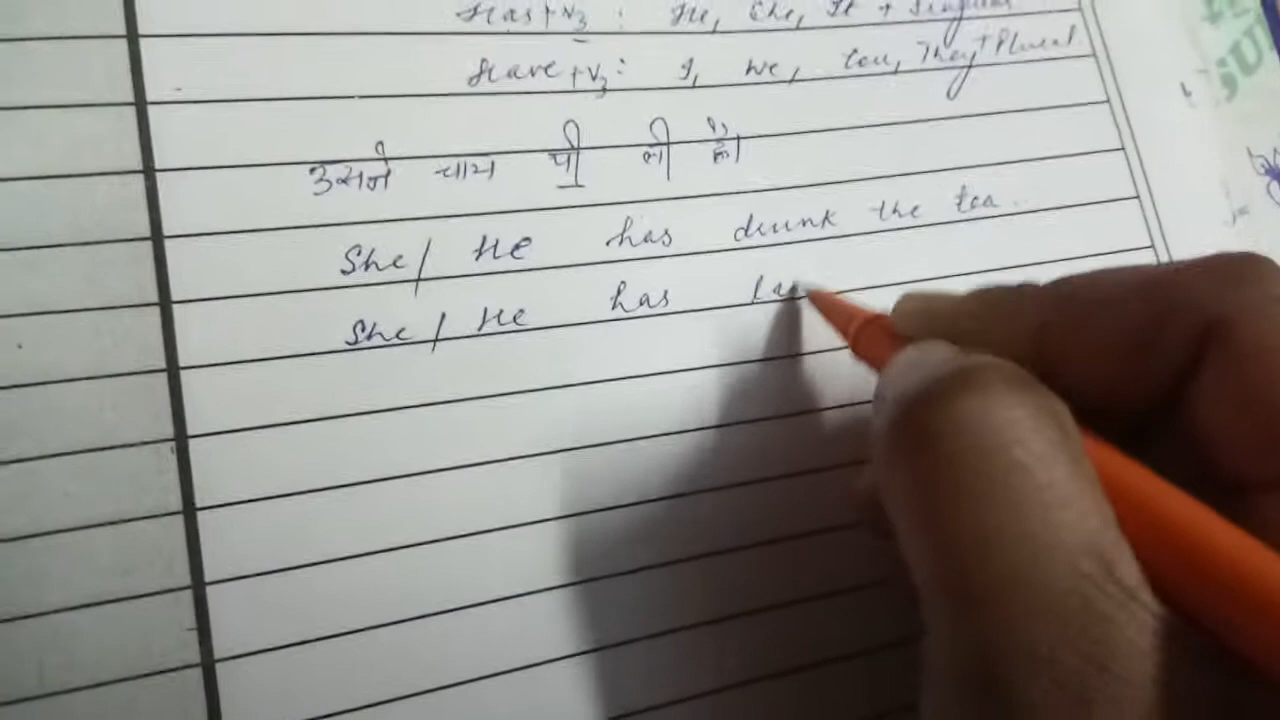 Has+V3 : He, She, It + Singular
Have+V3 : I, We, You, They + Plural
उसने चाय पी ली है।
She/ He has drunk the tea.
She/ He has ta